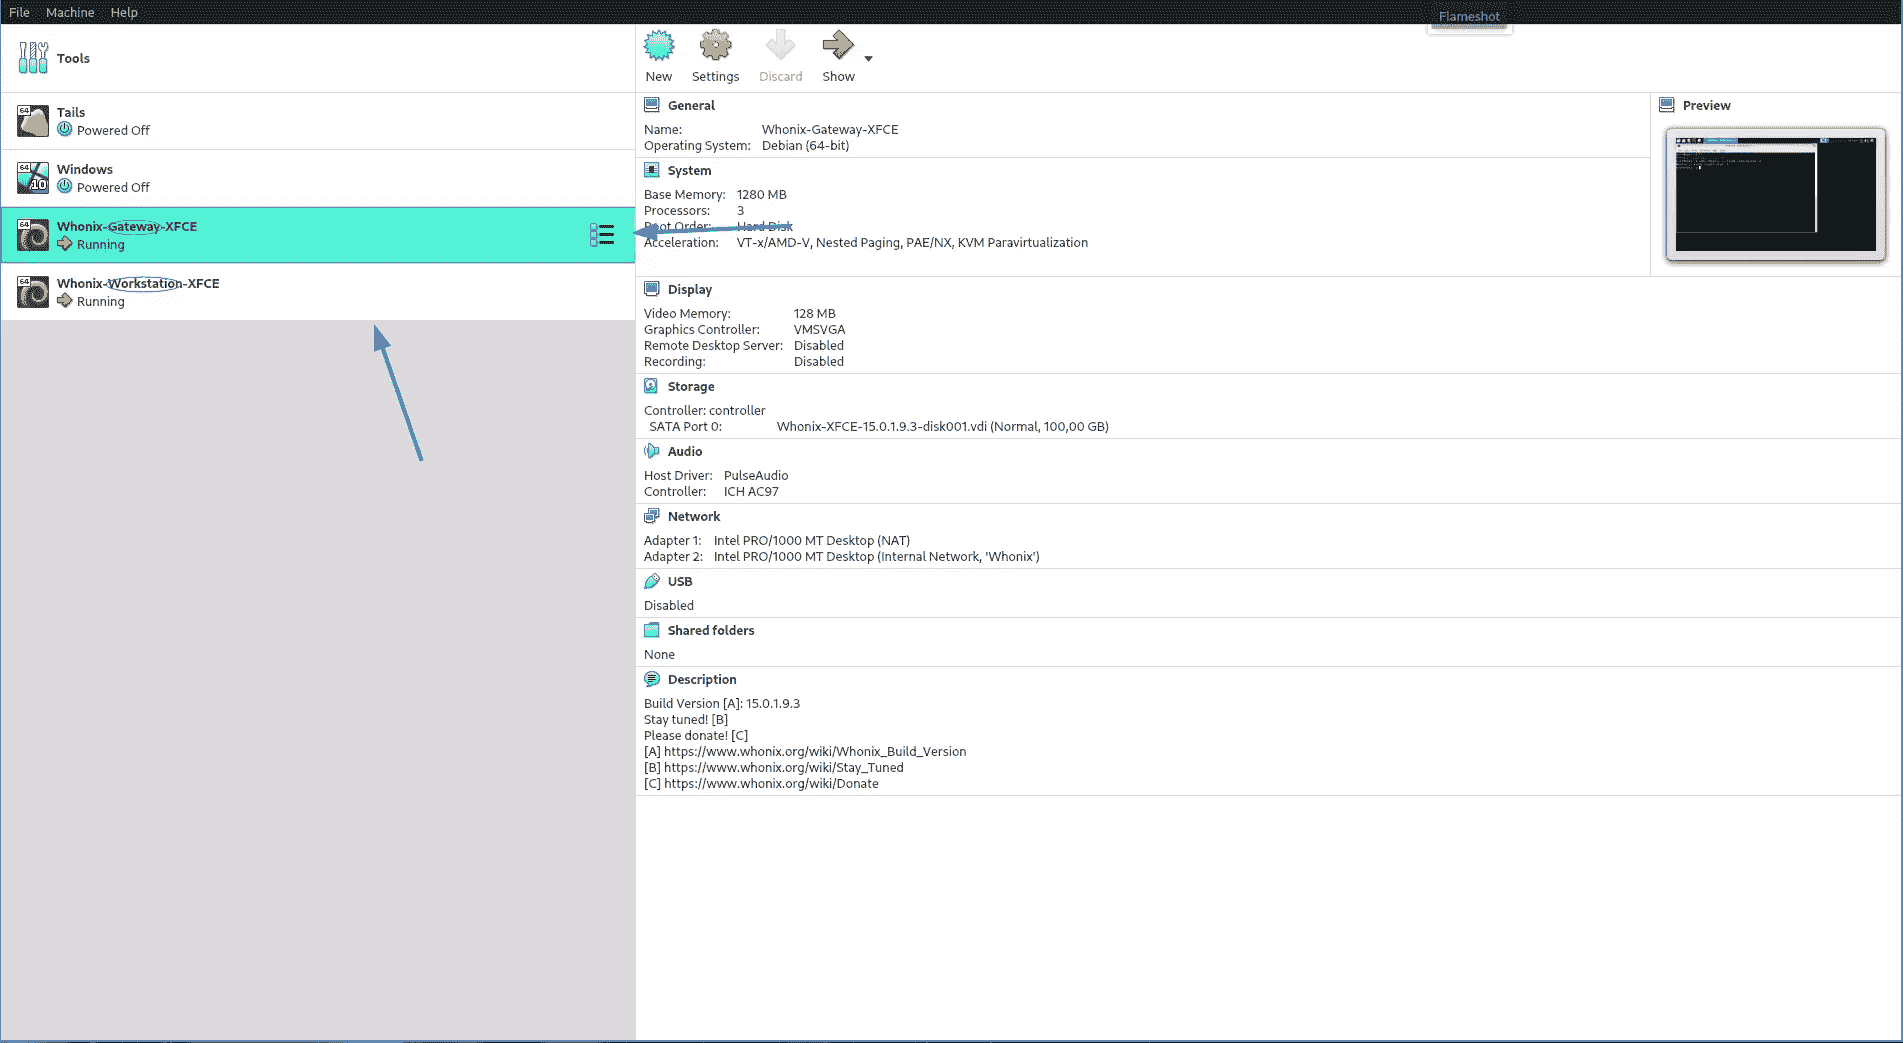 File Machine Help
Flameshot
Tools
New Settings Discard Show
Tails
Powered Off
Windows
Powered Off
Whonix-Gateway-XFCE
Running
Whonix-Workstation-XFCE
Running
General
Name: Whonix-Gateway-XFCE
Operating System: Debian (64-bit)
System
Base Memory: 1280 MB
Processors: 3
Boot Order: Hard Disk
Acceleration: VT-x/AMD-V, Nested Paging, PAE/NX, KVM Paravirtualization
Preview
Display
Video Memory: 128 MB
Graphics Controller: VMSVGA
Remote Desktop Server: Disabled
Recording: Disabled
Storage
Controller: controller
SATA Port 0: Whonix-XFCE-15.0.1.9.3-disk001.vdi (Normal, 100,00 GB)
Audio
Host Driver: PulseAudio
Controller: ICH AC97
Network
Adapter 1: Intel PRO/1000 MT Desktop (NAT)
Adapter 2: Intel PRO/1000 MT Desktop (Internal Network, 'Whonix')
USB
Disabled
Shared folders
None
Description
Build Version [A]: 15.0.1.9.3
Stay tuned! [B]
Please donate! [C]
[A] https://www.whonix.org/wiki/Whonix_Build_Version
[B] https://www.whonix.org/wiki/Stay_Tuned
[C] https://www.whonix.org/wiki/Donate
64
64
10
64
64